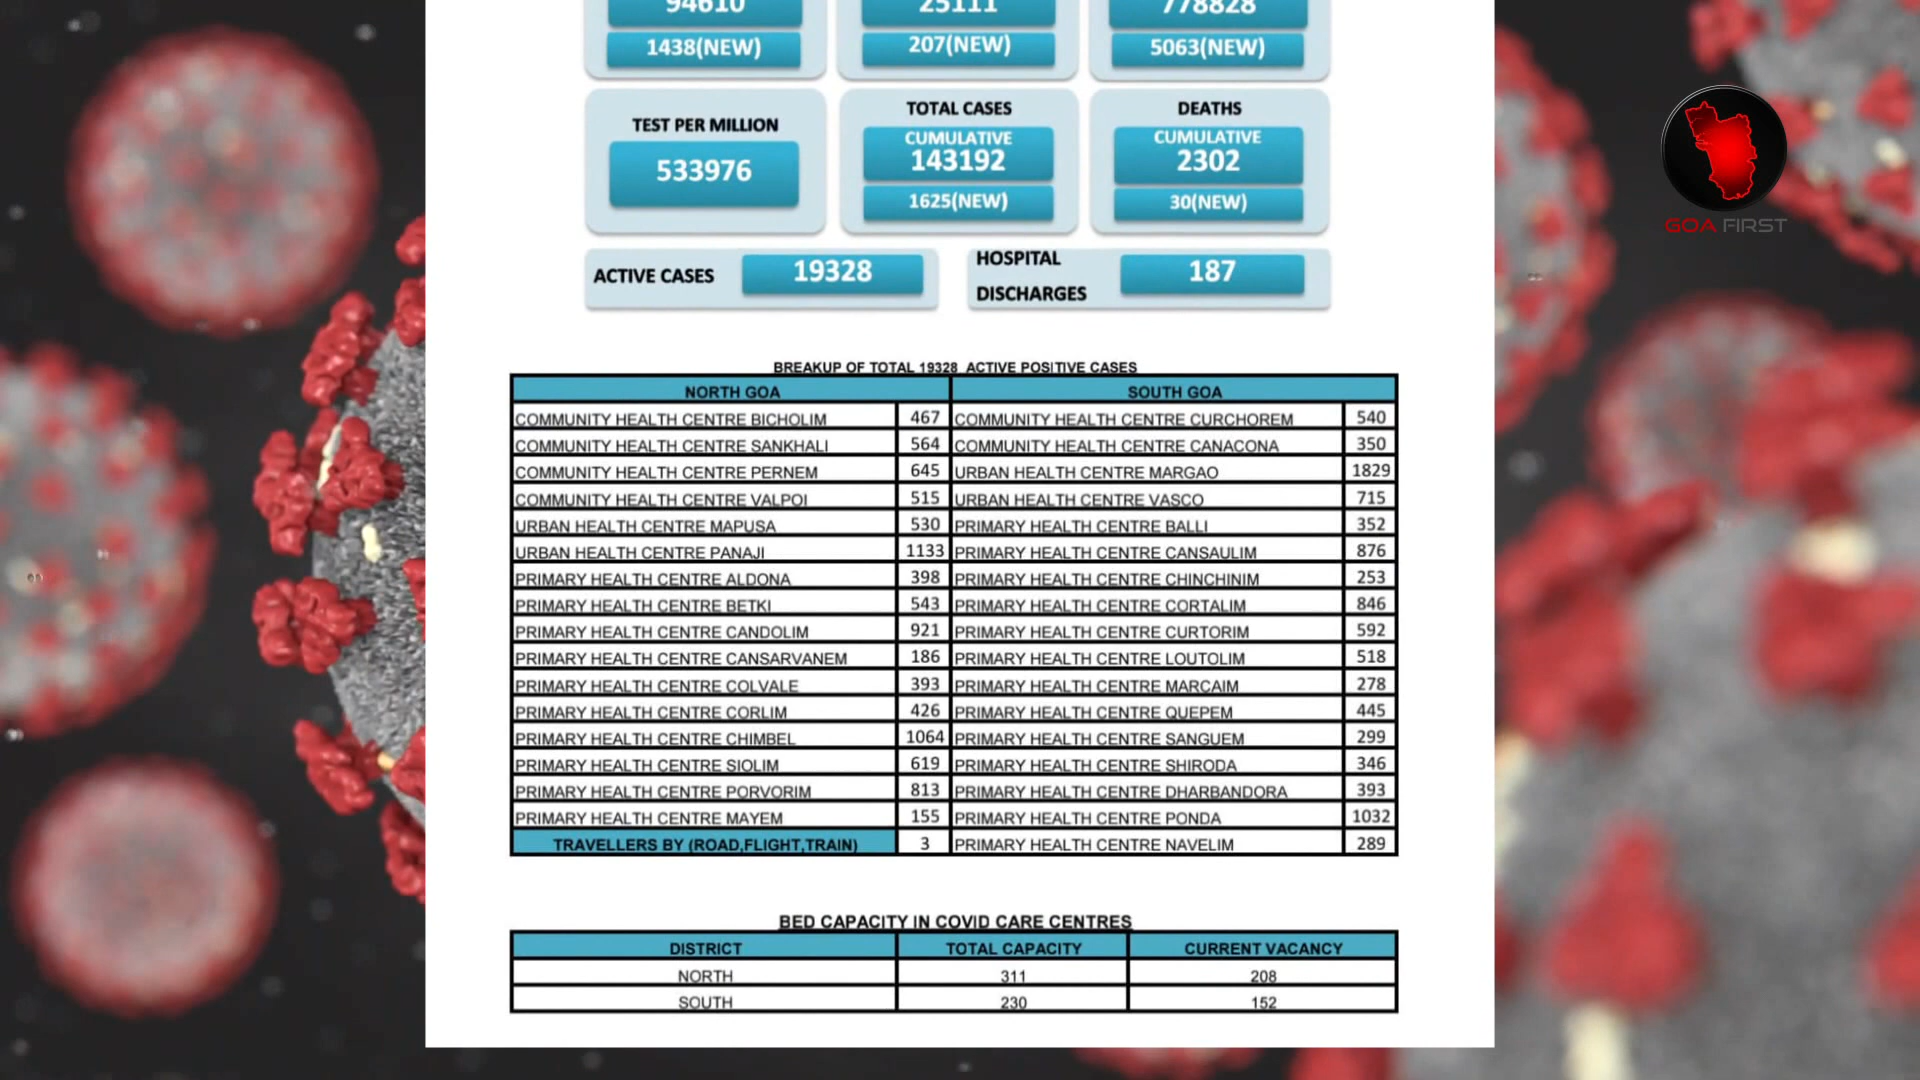 94610 25111 778828
1438(NEW) 207(NEW) 5063(NEW)
TEST PER MILLION
533976
TOTAL CASES
CUMULATIVE
143192
1625(NEW)
DEATHS
CUMULATIVE
2302
30(NEW)
GOA FIRST
ACTIVE CASES 19328
HOSPITAL
DISCHARGES 187
BREAKUP OF TOTAL 19328 ACTIVE POSITIVE CASES
NORTH GOA SOUTH GOA
COMMUNITY HEALTH CENTRE BICHOLIM 467 COMMUNITY HEALTH CENTRE CURCHOREM 540
COMMUNITY HEALTH CENTRE SANKHALI 564 COMMUNITY HEALTH CENTRE CANACONA 350
COMMUNITY HEALTH CENTRE PERNEM 645 URBAN HEALTH CENTRE MARGAO 1829
COMMUNITY HEALTH CENTRE VALPOI 515 URBAN HEALTH CENTRE VASCO 715
URBAN HEALTH CENTRE MAPUSA 530 PRIMARY HEALTH CENTRE BALLI 352
URBAN HEALTH CENTRE PANAJI 1133 PRIMARY HEALTH CENTRE CANSAULIM 876
PRIMARY HEALTH CENTRE ALDONA 398 PRIMARY HEALTH CENTRE CHINCHINIM 253
PRIMARY HEALTH CENTRE BETKI 543 PRIMARY HEALTH CENTRE CORTALIM 846
PRIMARY HEALTH CENTRE CANDOLIM 921 PRIMARY HEALTH CENTRE CURTORIM 592
PRIMARY HEALTH CENTRE CANSARVANEM 186 PRIMARY HEALTH CENTRE LOUTOLIM 518
PRIMARY HEALTH CENTRE COLVALE 393 PRIMARY HEALTH CENTRE MARCAIM 278
PRIMARY HEALTH CENTRE CORLIM 426 PRIMARY HEALTH CENTRE QUEPEM 445
PRIMARY HEALTH CENTRE CHIMBEL 1064 PRIMARY HEALTH CENTRE SANGUEM 299
PRIMARY HEALTH CENTRE SIOLIM 619 PRIMARY HEALTH CENTRE SHIRODA 346
PRIMARY HEALTH CENTRE PORVORIM 813 PRIMARY HEALTH CENTRE DHARBANDORA 393
PRIMARY HEALTH CENTRE MAYEM 155 PRIMARY HEALTH CENTRE PONDA 1032
TRAVELLERS BY (ROAD,FLIGHT,TRAIN) 3 PRIMARY HEALTH CENTRE NAVELIM 289
BED CAPACITY IN COVID CARE CENTRES
DISTRICT TOTAL CAPACITY CURRENT VACANCY
NORTH 311 208
SOUTH 230 152